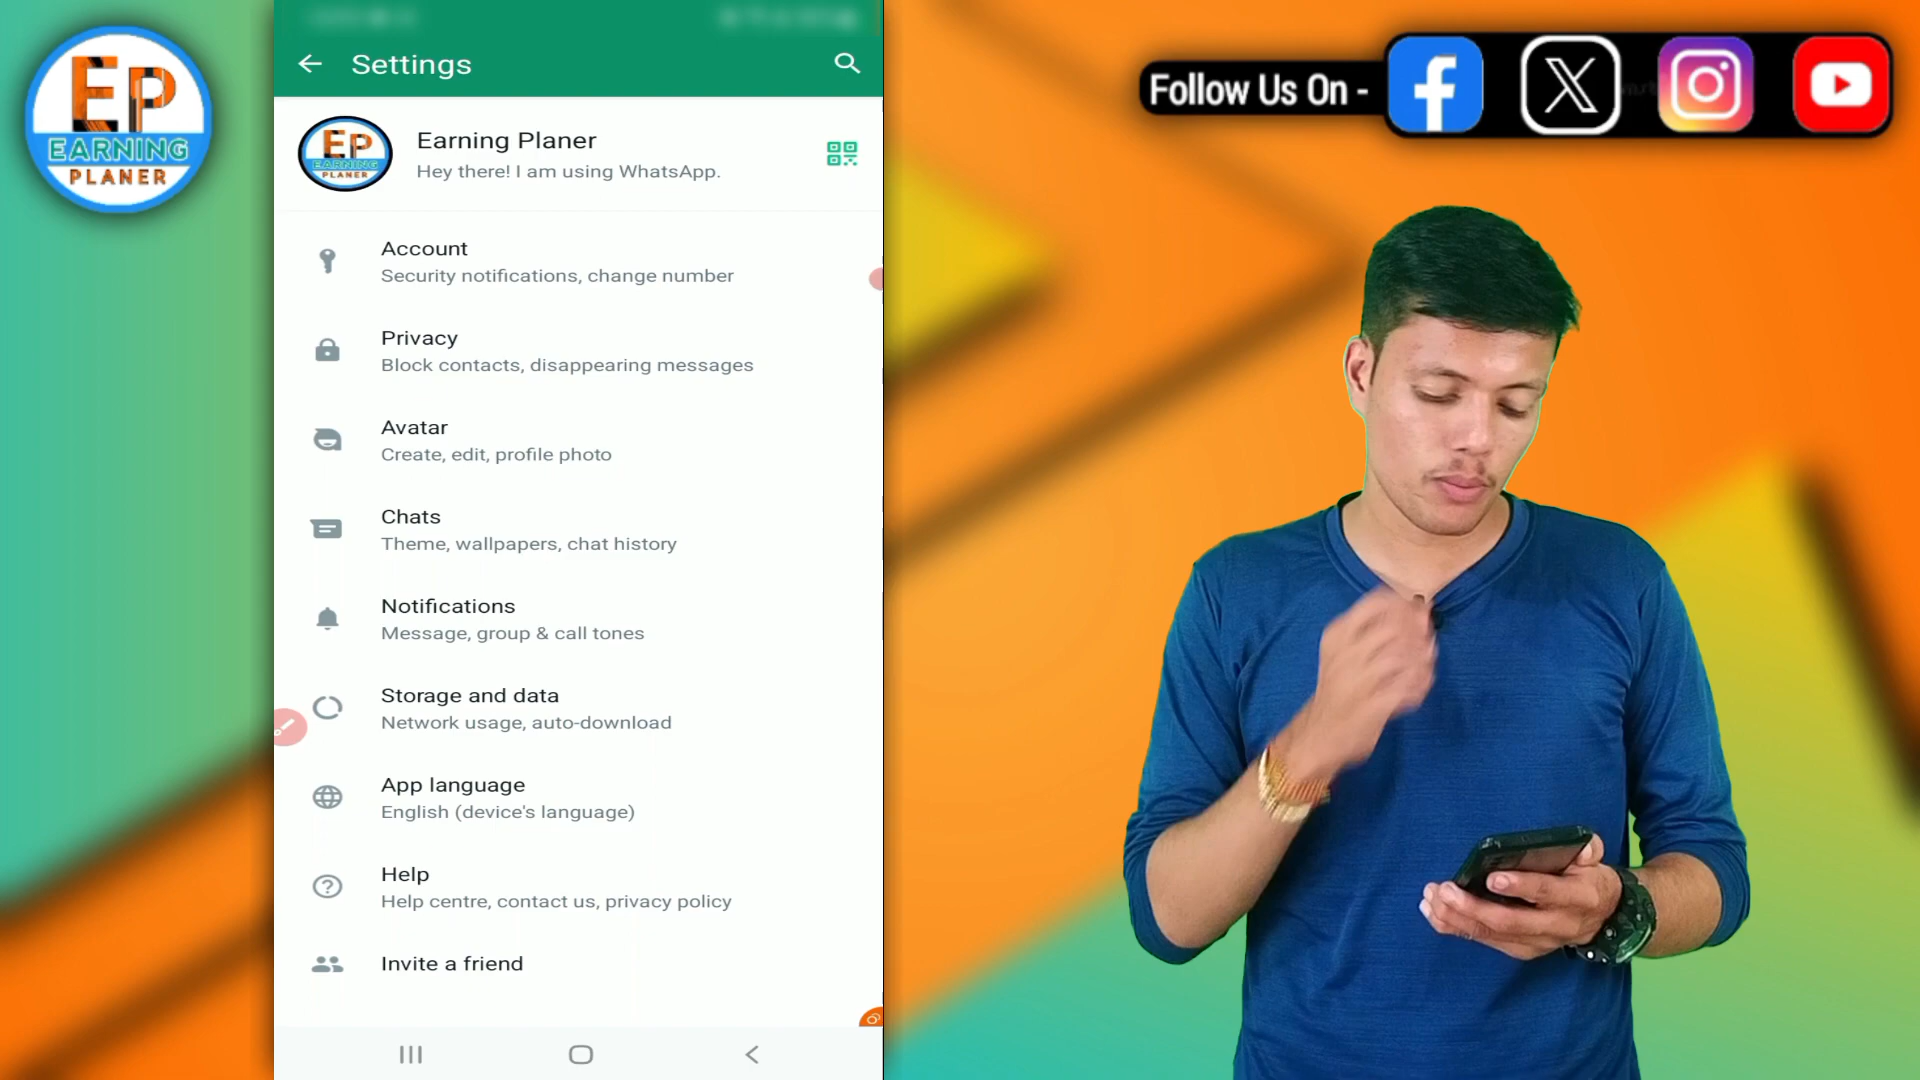 EP
EARNING
PLANER
Settings
EP
EARNING
PLANER
Earning Planer
Hey there! I am using WhatsApp.
Account
Security notifications, change number
Privacy
Block contacts, disappearing messages
Avatar
Create, edit, profile photo
Chats
Theme, wallpapers, chat history
Notifications
Message, group & call tones
Storage and data
Network usage, auto-download
App language
English (device's language)
Help
Help centre, contact us, privacy policy
Invite a friend
Follow Us On -